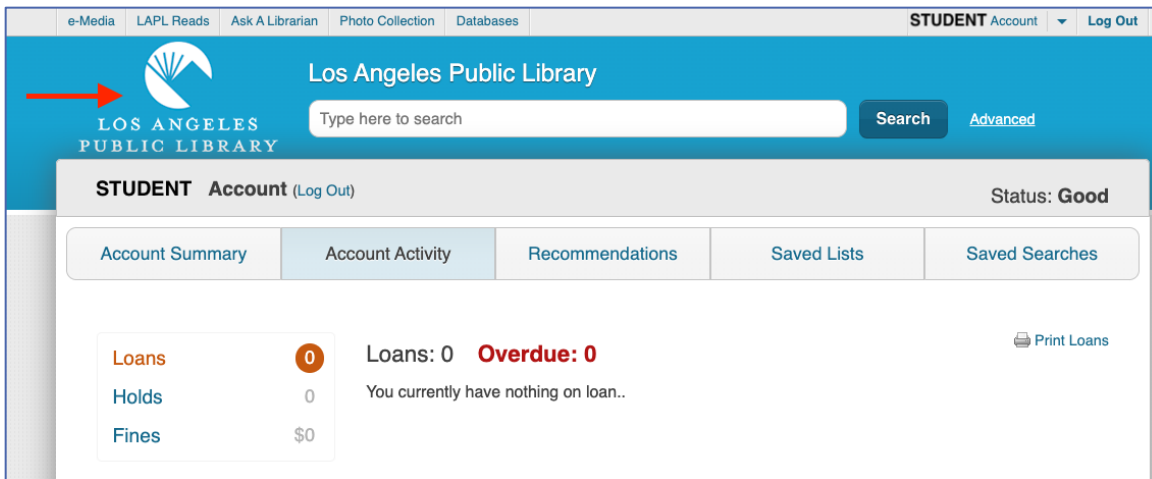 e-Media LAPL Reads Ask A Librarian Photo Collection Databases STUDENT Account Log Out
Los Angeles Public Library
LOS ANGELES
PUBLIC LIBRARY
Type here to search Search Advanced
STUDENT Account (Log Out) Status: Good
Account Summary Account Activity Recommendations Saved Lists Saved Searches
Print Loans
Loans 0 Loans: 0 Overdue: 0
Holds 0 You currently have nothing on loan..
Fines $0